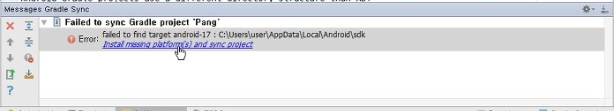 Messages Gradle Sync
Failed to sync Gradle project 'Pang'
Error:
failed to find target android-17 : C:\Users\user\AppData\Local\Android\sdk
Install missing platform(s) and sync project